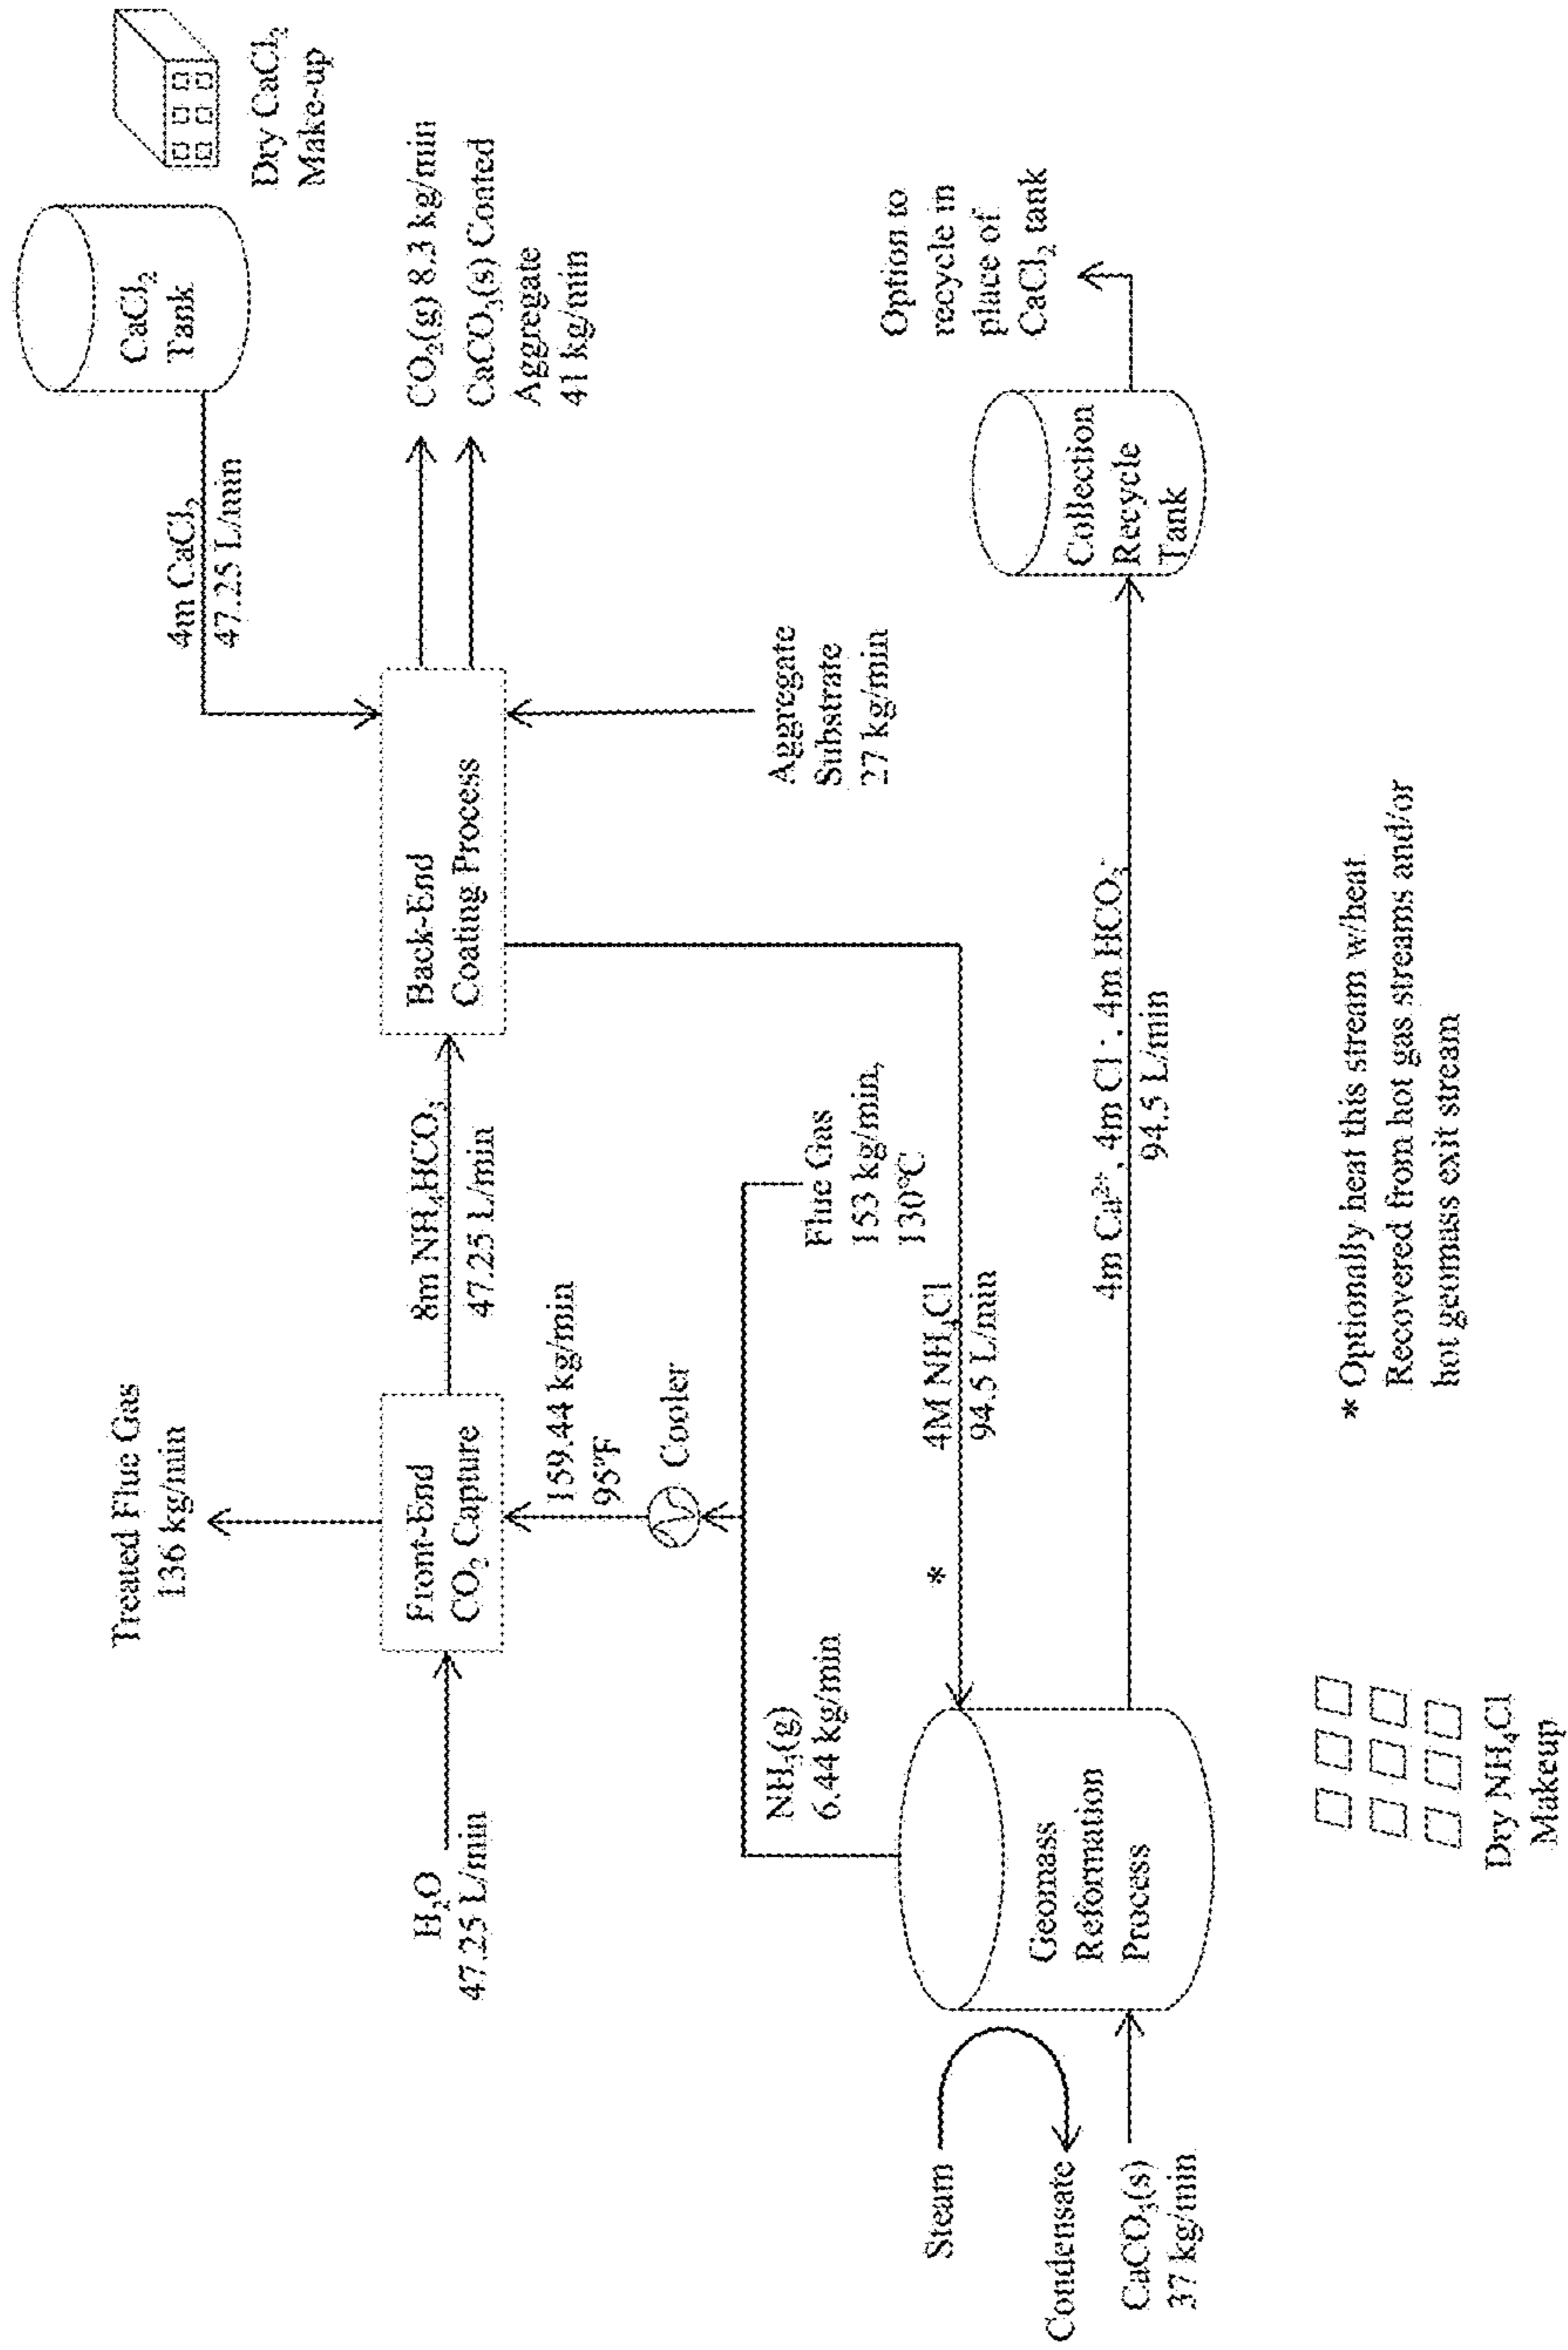 Treated Flue Gas
136 kg/min
H₂O
47.25 L/min
Front-End
CO₂ Capture
8m NH₄HCO₃
47.25 L/min
Back-End
Coating Process
4m CaCl₂
47.25 L/min
CaCl₂
Tank
Dry CaCl₂
Make-up
CO₂(g) 8.3 kg/min
CaCO₃(s) Coated
Aggregate
41 kg/min
159.44 kg/min
95°F
Cooler
Flue Gas
153 kg/min,
130°C
Aggregate
Substrate
27 kg/min
NH₃(g)
6.44 kg/min
*
4M NH₄Cl
94.5 L/min
Option to
recycle in
place of
CaCl₂ tank
Steam
Condensate
CaCO₃(s)
37 kg/min
Geomass
Reformation
Process
4m Ca²⁺, 4m Cl⁻, 4m HCO₃⁻
94.5 L/min
Collection
Recycle
Tank
Dry NH₄Cl
Makeup
* Optionally heat this stream w/heat
Recovered from hot gas streams and/or
hot geomass exit stream